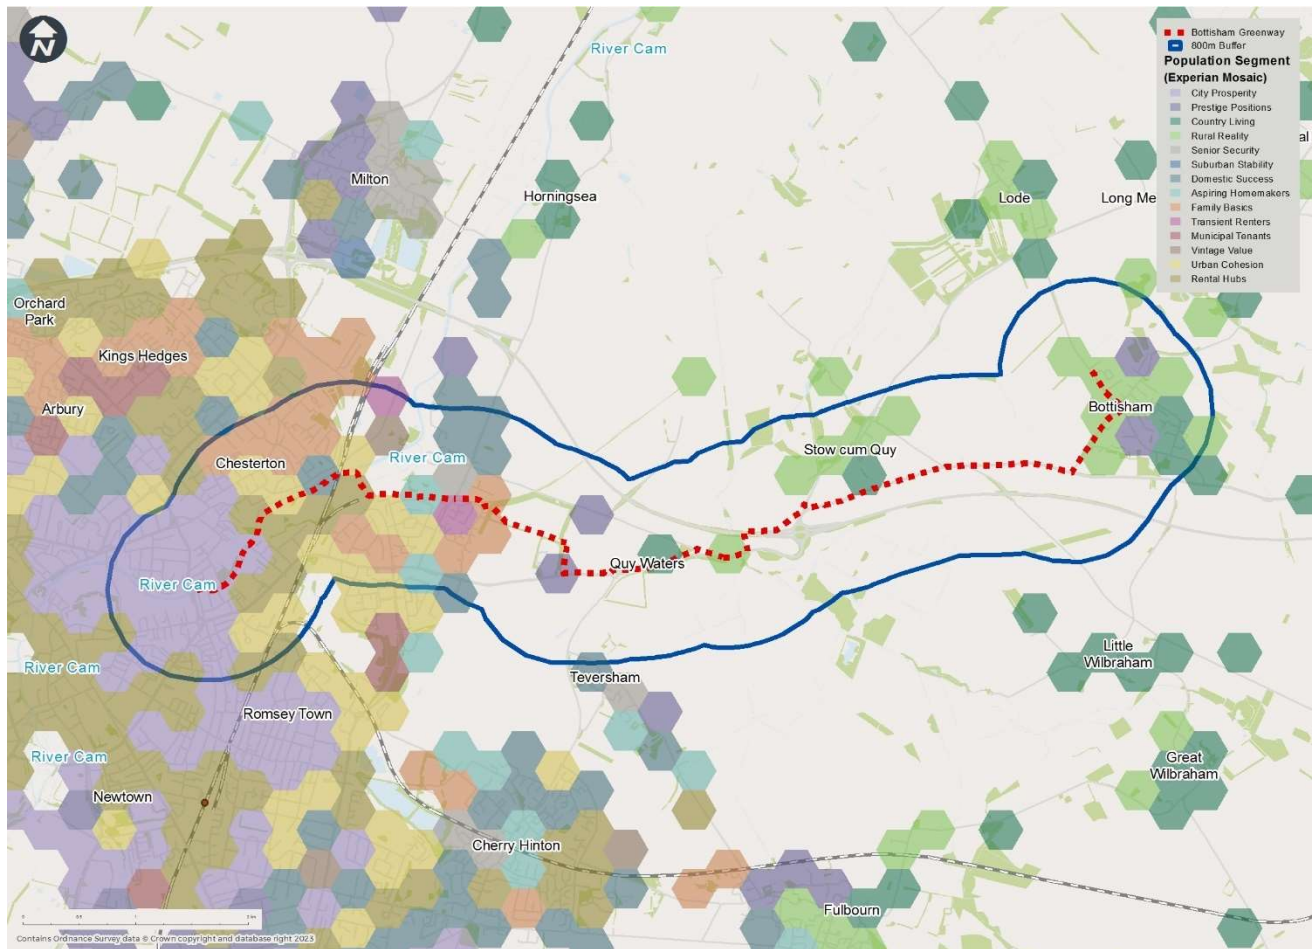 N
River Cam
Bottisham Greenway
800m Buffer
Population Segment
(Experian Mosaic)
City Prosperity
Prestige Positions
Country Living
Rural Reality
Senior Security
Suburban Stability
Domestic Success
Aspiring Homemakers
Family Basics
Transient Renters
Municipal Tenants
Vintage Value
Urban Cohesion
Rental Hubs
al
Milton
Horningsea
Lode
Long Me
Orchard
Park
Kings Hedges
Arbury
Bottisham
Chesterton
River Cam
Stow cum Quy
Quy Waters
River Cam
River Cam
Little
Wilbraham
Teversham
Romsey Town
River Cam
Great
Wilbraham
Newtown
Cherry Hinton
Fulbourn
Contains Ordnance Survey data © Crown copyright and database right 2023